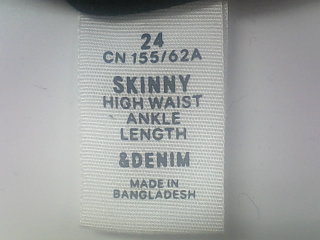 24
CN 155/62A
SKINNY
HIGH WAIST
ANKLE
LENGTH
&DENIM
MADE IN
BANGLADESH